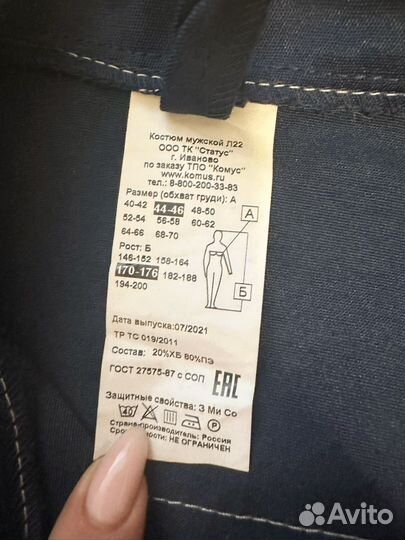 Костюм мужской Л22
ООО ТК "Статус"
г. Иваново
по заказу ТПО "Комус"
www.komus.ru
тел.: 8-800-200-33-83
Размер (обхват груди): А
40-42 44-46 48-50
52-54 56-58 60-62
64-66 68-70
А
Рост: Б
146-152 158-164
170-176 182-188
194-200
Б
Дата выпуска:07/2021
ТР ТС 019/2011
Состав: 20%ХБ 80%ПЭ
ГОСТ 27575-87 с СОП
EAC
Защитные свойства: З Ми Со
40
P
Страна-производитель: Россия
Срок годности: НЕ ОГРАНИЧЕН
Avito